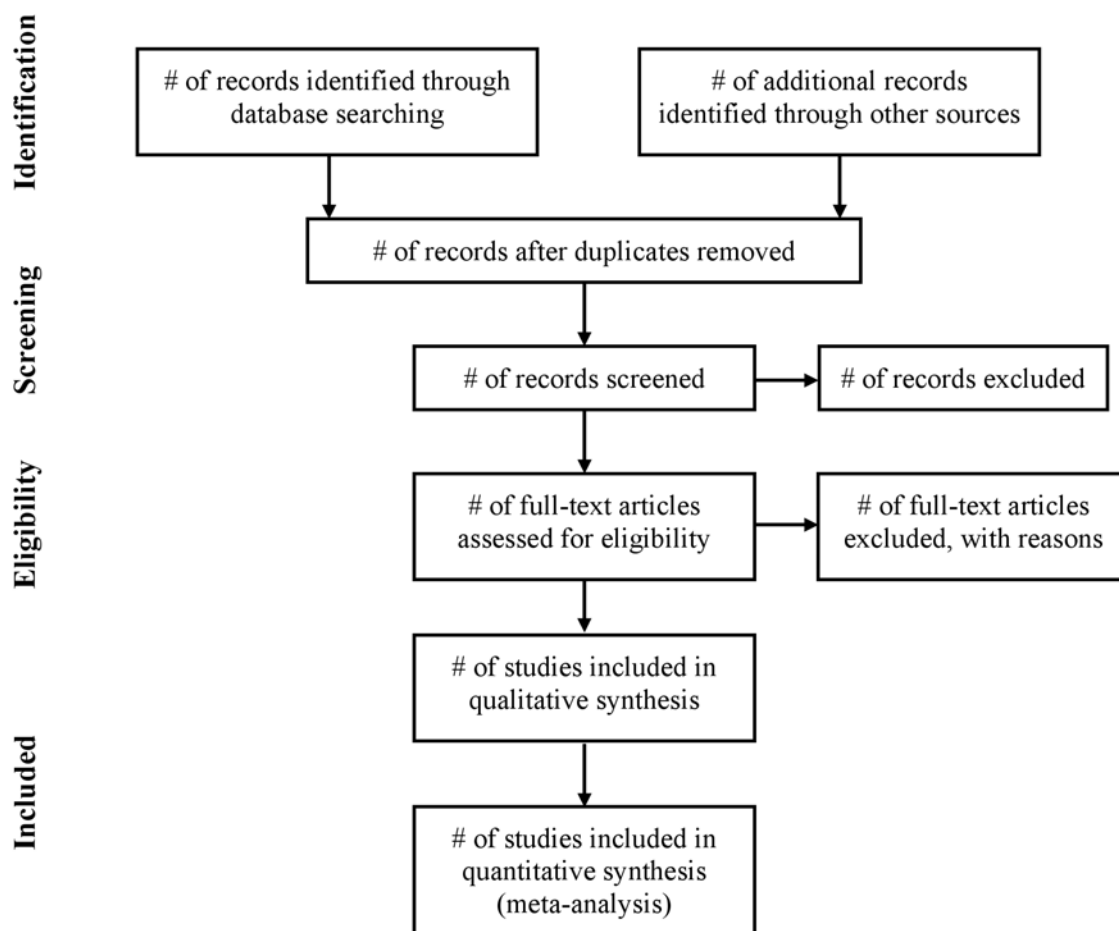 Identification
# of records identified through
database searching
# of additional records
identified through other sources
# of records after duplicates removed
Screening
# of records screened
# of records excluded
Eligibility
# of full-text articles
assessed for eligibility
# of full-text articles
excluded, with reasons
# of studies included in
qualitative synthesis
Included
# of studies included in
quantitative synthesis
(meta-analysis)